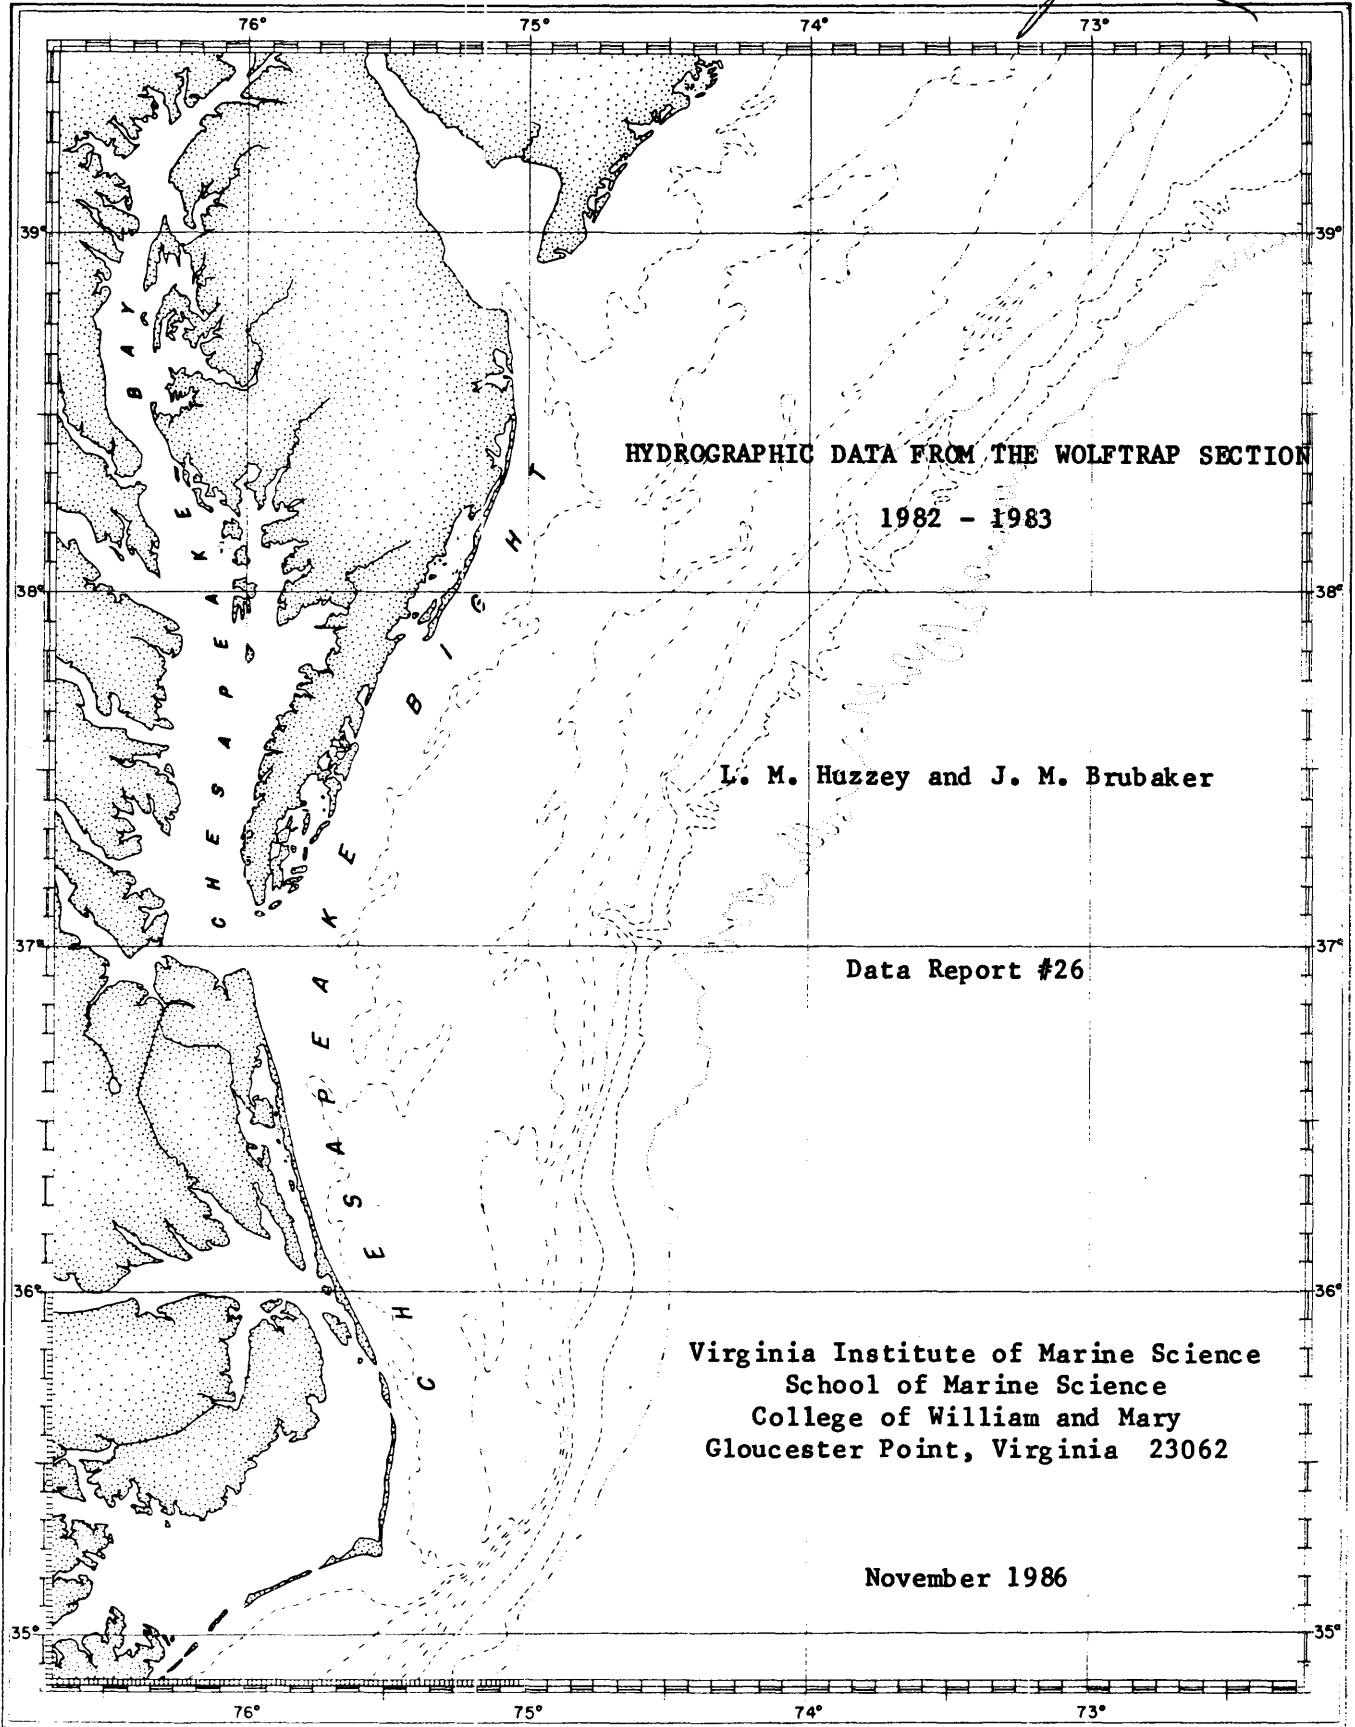 76° 75° 74° 73°
39° 39°
HYDROGRAPHIC DATA FROM THE WOLFTRAP SECTION
1982 - 1983
38° 38°
L. M. Huzzey and J. M. Brubaker
37° 37°
Data Report #26
CHESAPEAKE BAY
CHESAPEAKE BIGHT
36° 36°
Virginia Institute of Marine Science
School of Marine Science
College of William and Mary
Gloucester Point, Virginia 23062
November 1986
35° 35°
76° 75° 74° 73°